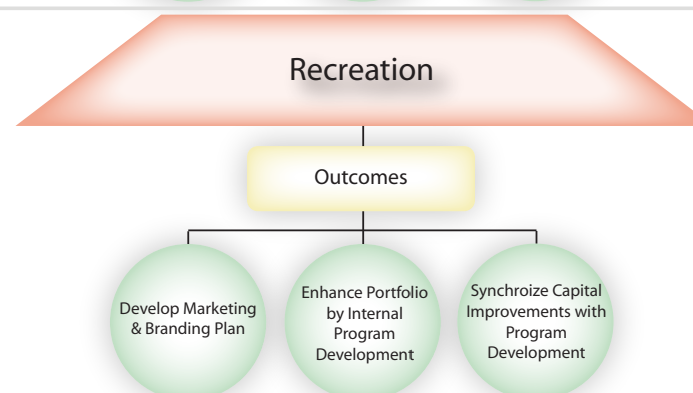 Recreation
Outcomes
Develop Marketing
& Branding Plan
Enhance Portfolio
by Internal
Program
Development
Synchroize Capital
Improvements with
Program
Development